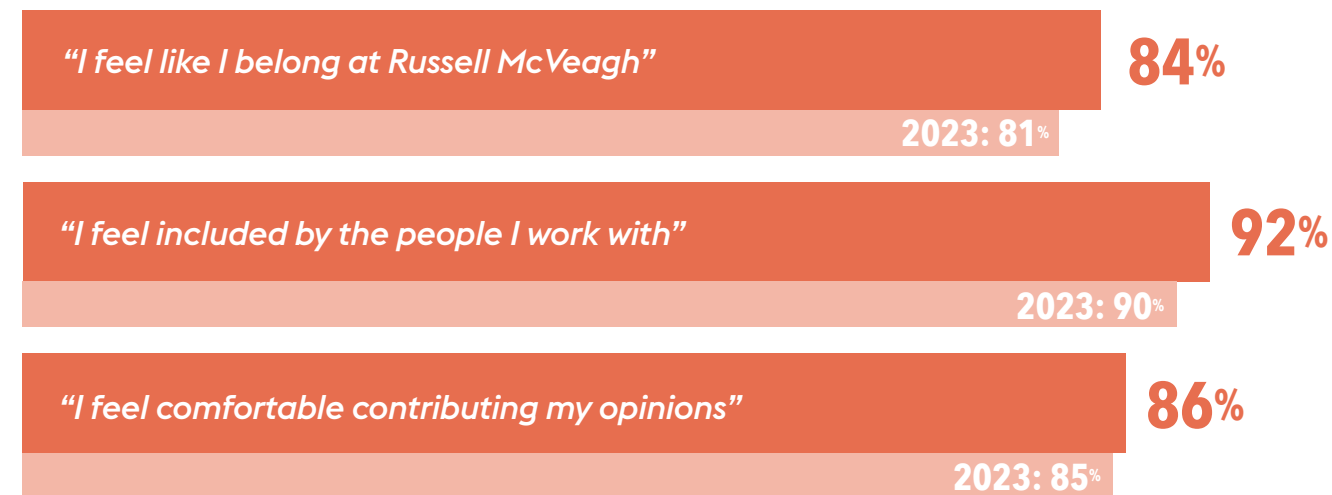 “I feel like I belong at Russell McVeagh” 84%
2023: 81%
“I feel included by the people I work with” 92%
2023: 90%
“I feel comfortable contributing my opinions” 86%
2023: 85%